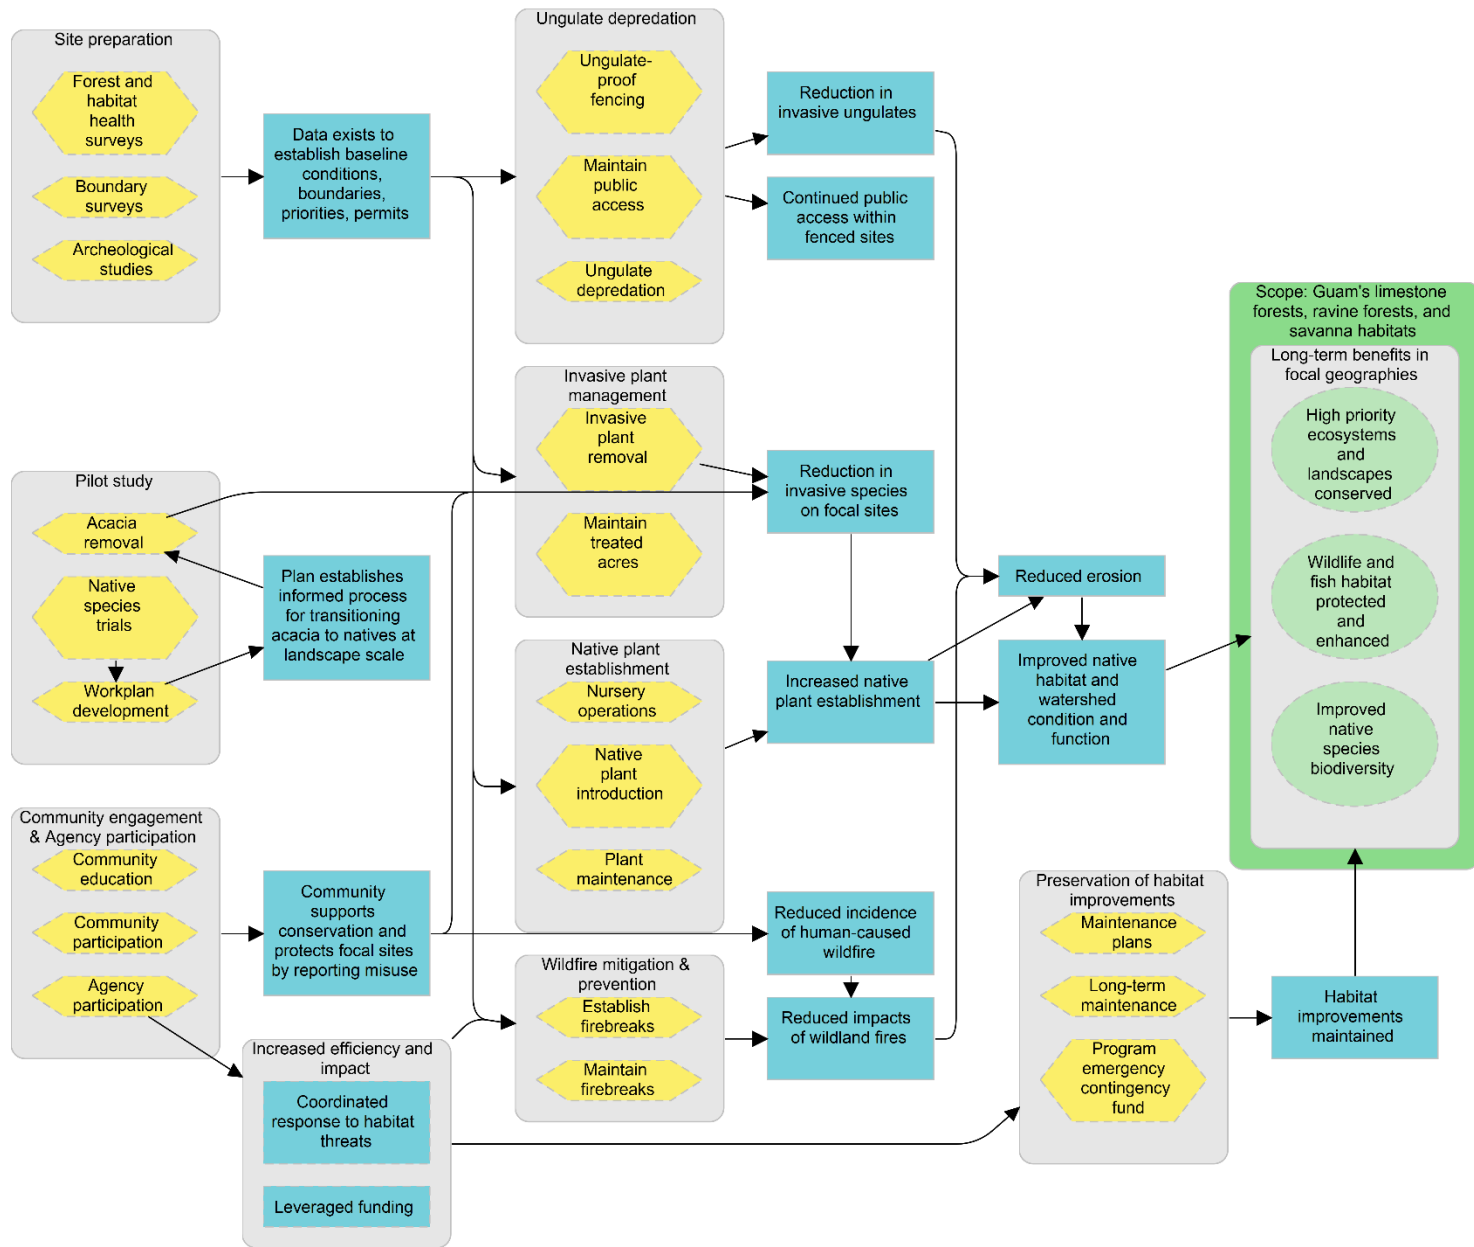 Site preparation
Forest and
habitat
health
surveys
Boundary
surveys
Archeological
studies
Data exists to
establish baseline
conditions,
boundaries,
priorities, permits
Ungulate depredation
Ungulate-
proof
fencing
Maintain
public
access
Ungulate
depredation
Reduction in
invasive ungulates
Continued public
access within
fenced sites
Invasive plant
management
Invasive
plant
removal
Maintain
treated
acres
Reduction in
invasive species
on focal sites
Pilot study
Acacia
removal
Native
species
trials
Workplan
development
Plan establishes
informed process
for transitioning
acacia to natives at
landscape scale
Native plant
establishment
Nursery
operations
Native
plant
introduction
Plant
maintenance
Increased native
plant establishment
Reduced erosion
Improved native
habitat and
watershed
condition and
function
Scope: Guam's limestone
forests, ravine forests, and
savanna habitats
Long-term benefits in
focal geographies
High priority
ecosystems
and
landscapes
conserved
Wildlife and
fish habitat
protected
and
enhanced
Improved
native
species
biodiversity
Community engagement
& Agency participation
Community
education
Community
participation
Agency
participation
Community
supports
conservation and
protects focal sites
by reporting misuse
Reduced incidence
of human-caused
wildfire
Wildfire mitigation &
prevention
Establish
firebreaks
Maintain
firebreaks
Reduced impacts
of wildland fires
Increased efficiency and
impact
Coordinated
response to habitat
threats
Leveraged funding
Preservation of habitat
improvements
Maintenance
plans
Long-term
maintenance
Program
emergency
contingency
fund
Habitat
improvements
maintained